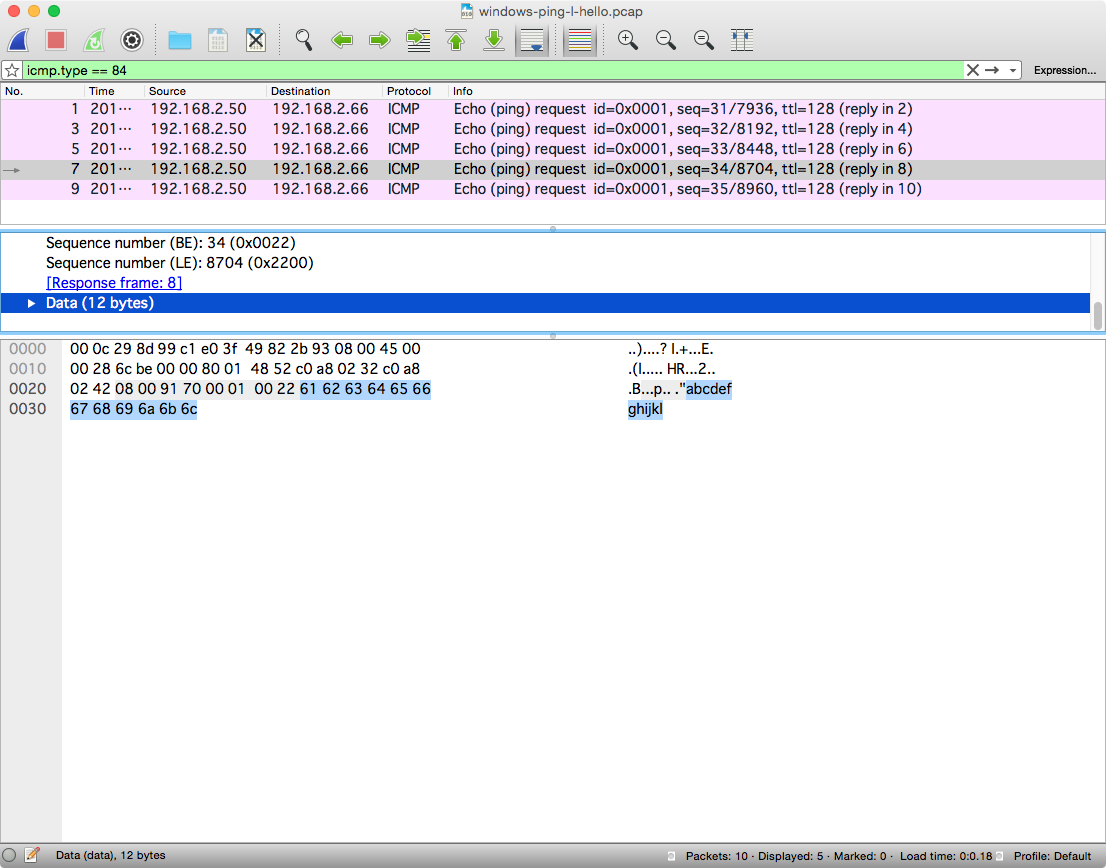 windows-ping-l-hello.pcap
icmp.type == 84
Expression...
No. Time Source Destination Protocol Info
1 201··· 192.168.2.50 192.168.2.66 ICMP Echo (ping) request id=0x0001, seq=31/7936, ttl=128 (reply in 2)
3 201··· 192.168.2.50 192.168.2.66 ICMP Echo (ping) request id=0x0001, seq=32/8192, ttl=128 (reply in 4)
5 201··· 192.168.2.50 192.168.2.66 ICMP Echo (ping) request id=0x0001, seq=33/8448, ttl=128 (reply in 6)
7 201··· 192.168.2.50 192.168.2.66 ICMP Echo (ping) request id=0x0001, seq=34/8704, ttl=128 (reply in 8)
9 201··· 192.168.2.50 192.168.2.66 ICMP Echo (ping) request id=0x0001, seq=35/8960, ttl=128 (reply in 10)
Sequence number (BE): 34 (0x0022)
Sequence number (LE): 8704 (0x2200)
[Response frame: 8]
Data (12 bytes)
0000 00 0c 29 8d 99 c1 e0 3f 49 82 2b 93 08 00 45 00 ..)....? I.+...E.
0010 00 28 6c be 00 00 80 01 48 52 c0 a8 02 32 c0 a8 .(l..... HR...2..
0020 02 42 08 00 91 70 00 01 00 22 61 62 63 64 65 66 .B...p.. ."abcdef
0030 67 68 69 6a 6b 6c ghijkl
Data (data), 12 bytes
Packets: 10 · Displayed: 5 · Marked: 0 · Load time: 0:0.18
Profile: Default